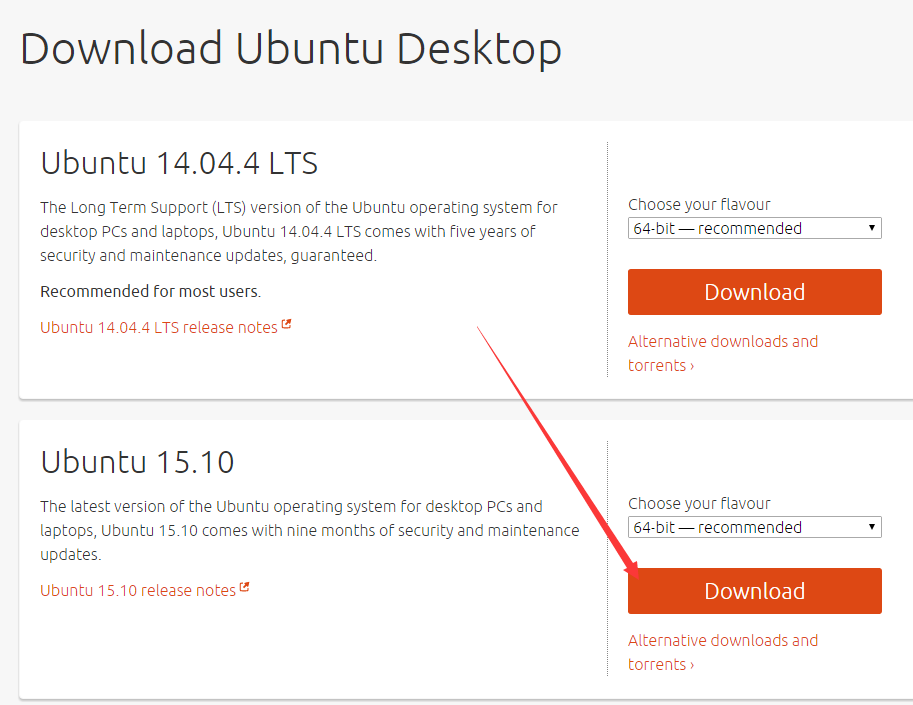 Download Ubuntu Desktop
Ubuntu 14.04.4 LTS
The Long Term Support (LTS) version of the Ubuntu operating system for
desktop PCs and laptops, Ubuntu 14.04.4 LTS comes with five years of
security and maintenance updates, guaranteed.
Recommended for most users.
Ubuntu 14.04.4 LTS release notes
Choose your flavour
64-bit — recommended
Download
Alternative downloads and
torrents ›
Ubuntu 15.10
The latest version of the Ubuntu operating system for desktop PCs and
laptops, Ubuntu 15.10 comes with nine months of security and maintenance
updates.
Ubuntu 15.10 release notes
Choose your flavour
64-bit — recommended
Download
Alternative downloads and
torrents ›